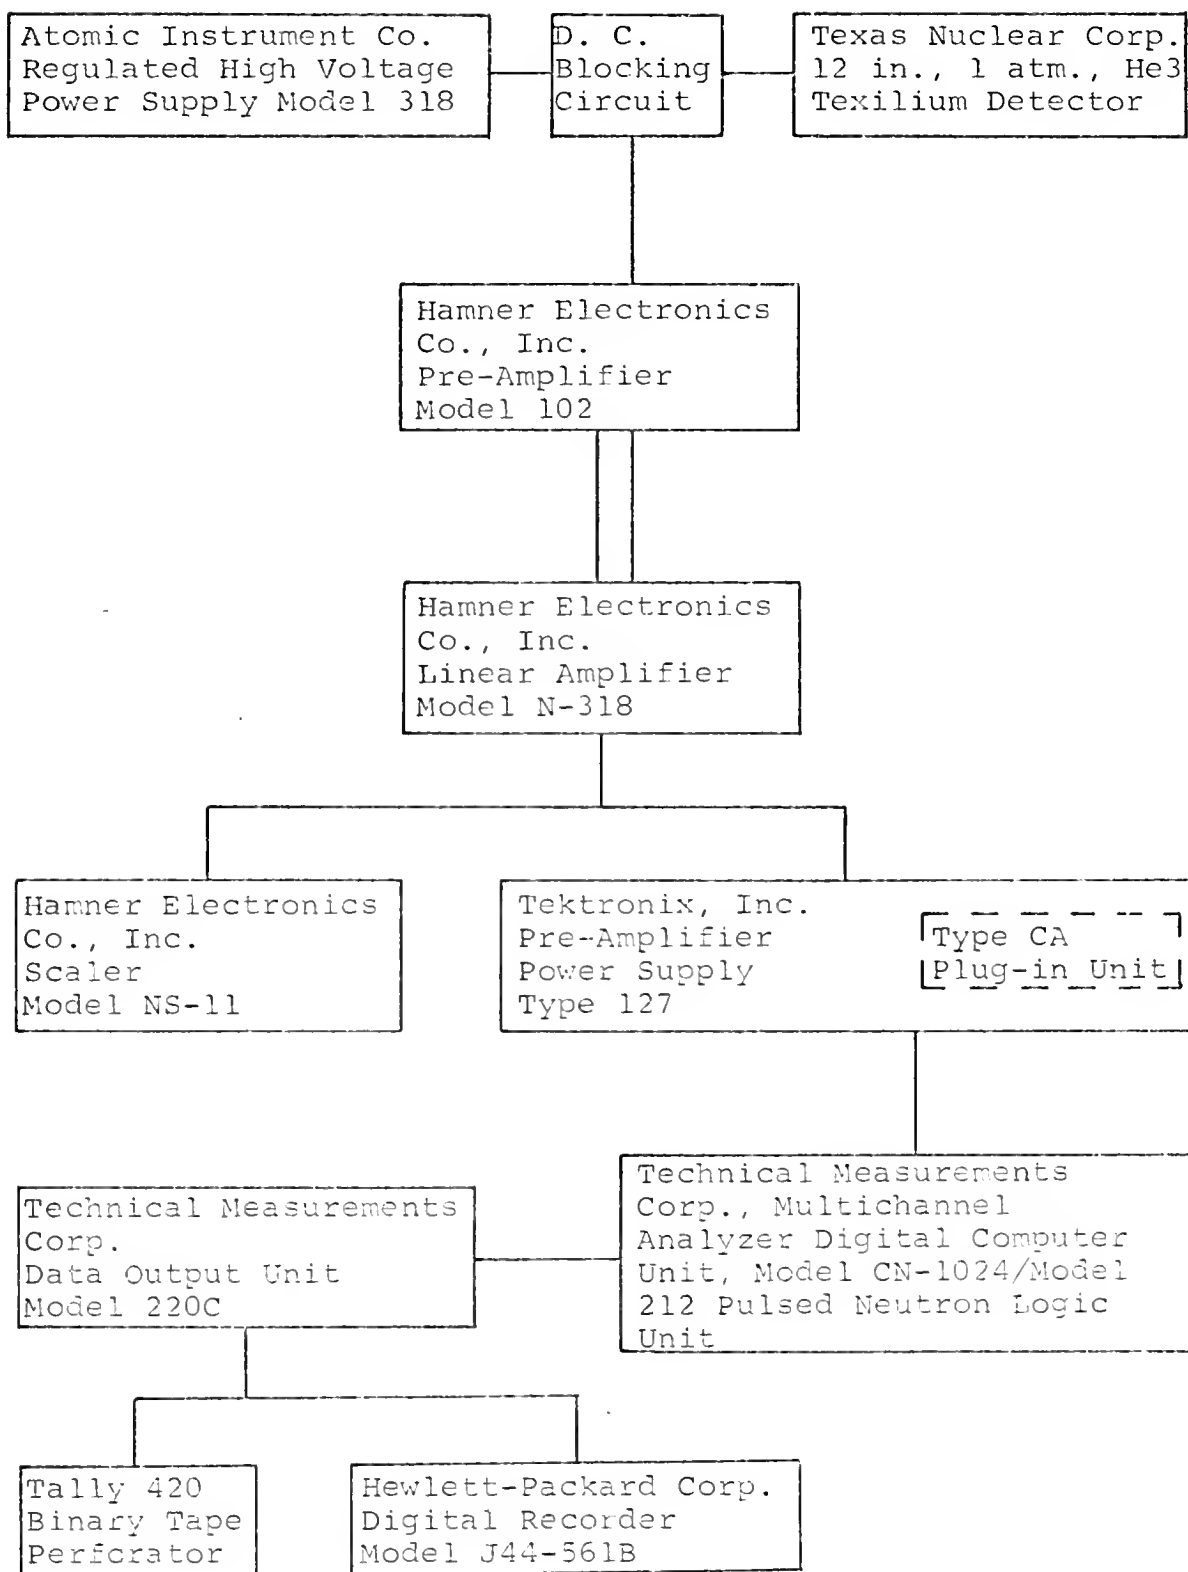 Atomic Instrument Co.
Regulated High Voltage
Power Supply Model 318
D. C.
Blocking
Circuit
Texas Nuclear Corp.
12 in., 1 atm., He3
Texilium Detector
Hamner Electronics
Co., Inc.
Pre-Amplifier
Model 102
Hamner Electronics
Co., Inc.
Linear Amplifier
Model N-318
Hamner Electronics
Co., Inc.
Scaler
Model NS-11
Tektronix, Inc.
Pre-Amplifier
Power Supply
Type 127
Type CA
Plug-in Unit
Technical Measurements
Corp., Multichannel
Analyzer Digital Computer
Unit, Model CN-1024/Model
212 Pulsed Neutron Logic
Unit
Technical Measurements
Corp.
Data Output Unit
Model 220C
Tally 420
Binary Tape
Perforator
Hewlett-Packard Corp.
Digital Recorder
Model J44-561B